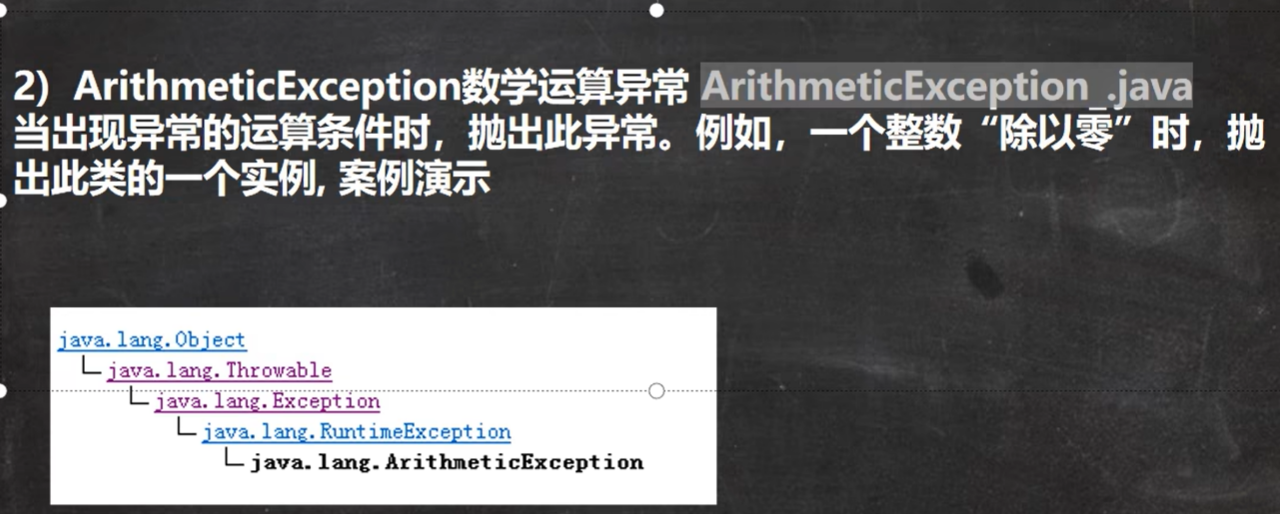 2）ArithmeticException数学运算异常 ArithmeticException_.java
当出现异常的运算条件时，抛出此异常。例如，一个整数“除以零”时，抛
出此类的一个实例, 案例演示
java.lang.Object
java.lang.Throwable
java.lang.Exception
java.lang.RuntimeException
java.lang.ArithmeticException